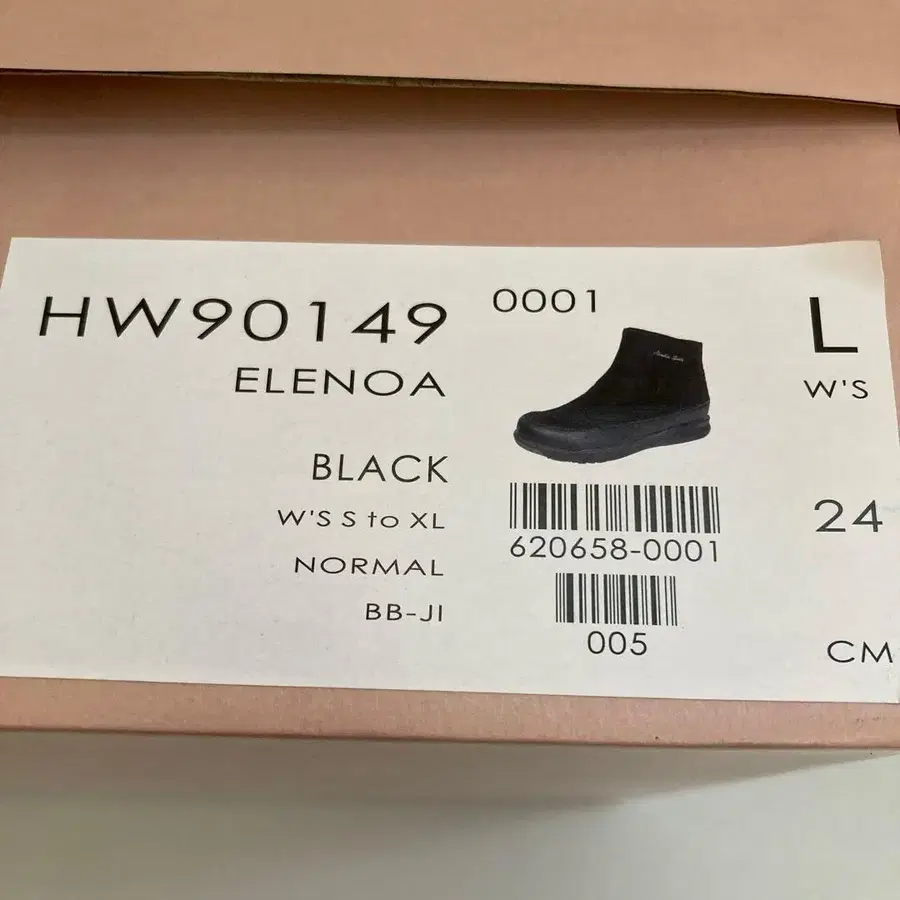 HW90149
ELENOA
BLACK
W'S S to XL
NORMAL
BB-JI
0001
620658-0001
005
L
W'S
24
CM